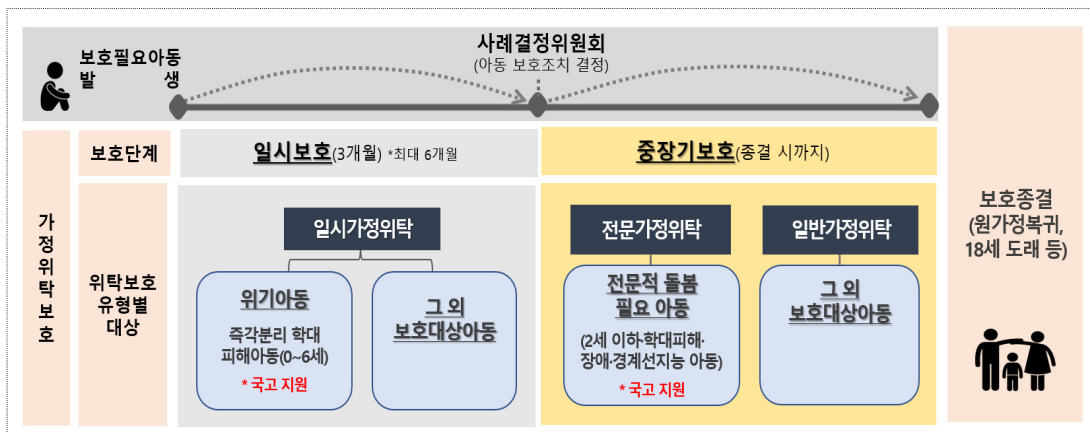 보호필요아동
발 생
사례결정위원회
(아동 보호조치 결정)
보호단계
일시보호(3개월) *최대 6개월
중장기보호(종결 시까지)
가정위탁보호
위탁보호
유형별
대상
일시가정위탁
위기아동
즉각분리 학대
피해아동(0~6세)
* 국고 지원
그 외
보호대상아동
전문가정위탁
전문적 돌봄
필요 아동
(2세 이하·학대피해·
장애·경계선지능 아동)
* 국고 지원
일반가정위탁
그 외
보호대상아동
보호종결
(원가정복귀,
18세 도래 등)